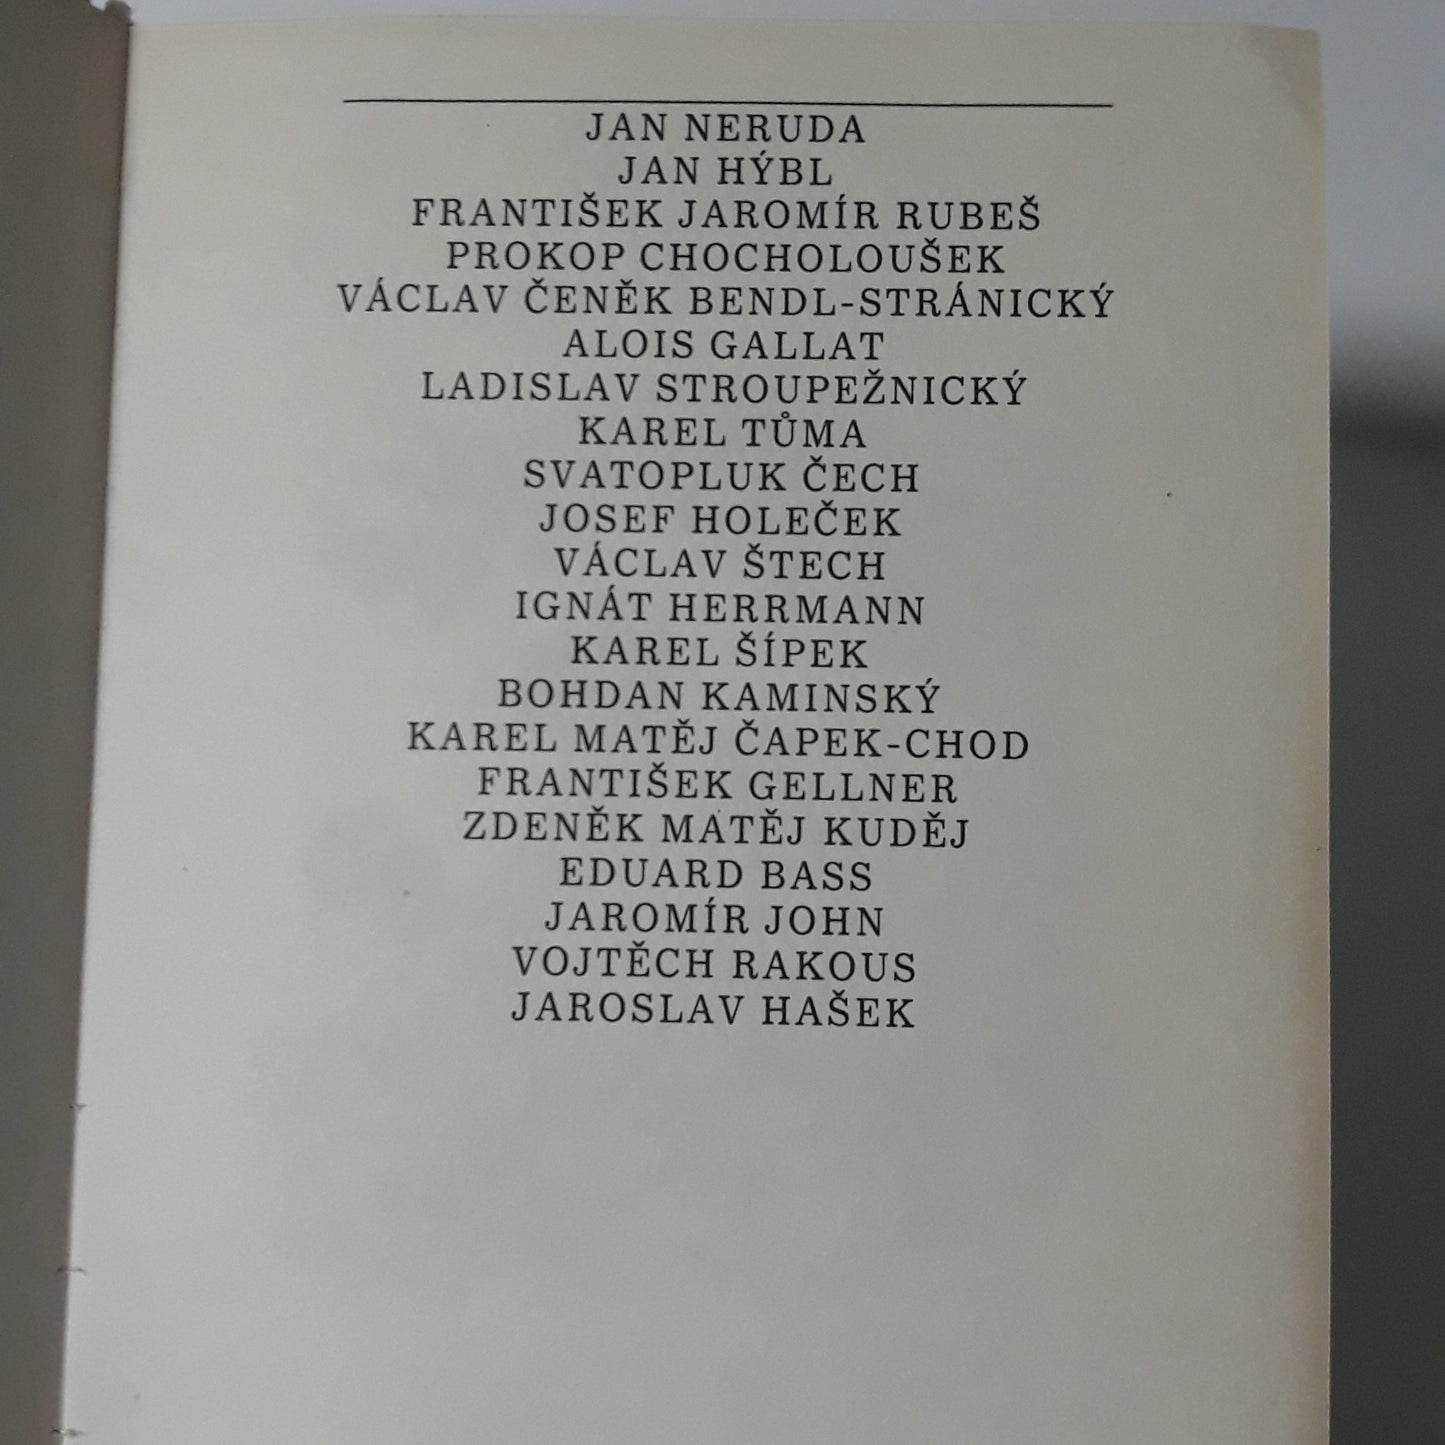 JAN NERUDA
JAN HÝBL
FRANTIŠEK JAROMÍR RUBEŠ
PROKOP CHOCHOLOUŠEK
VÁCLAV ČENĚK BENDL-STRÁNICKÝ
ALOIS GALLAT
LADISLAV STROUPEŽNICKÝ
KAREL TŮMA
SVATOPLUK ČECH
JOSEF HOLEČEK
VÁCLAV ŠTECH
IGNÁT HERRMANN
KAREL ŠÍPEK
BOHDAN KAMINSKÝ
KAREL MATĚJ ČAPEK-CHOD
FRANTIŠEK GELLNER
ZDENĚK MATĚJ KUDĚJ
EDUARD BASS
JAROMÍR JOHN
VOJTĚCH RAKOUS
JAROSLAV HAŠEK